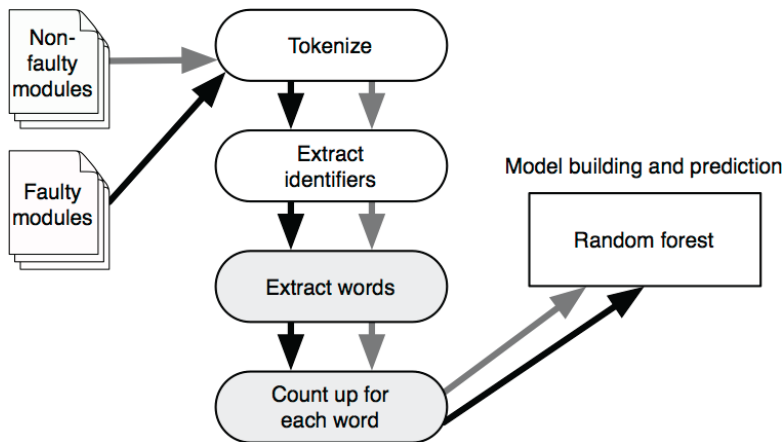 Non-
faulty
modules
Tokenize
Extract
identifiers
Faulty
modules
Model building and prediction
Random forest
Extract words
Count up for
each word